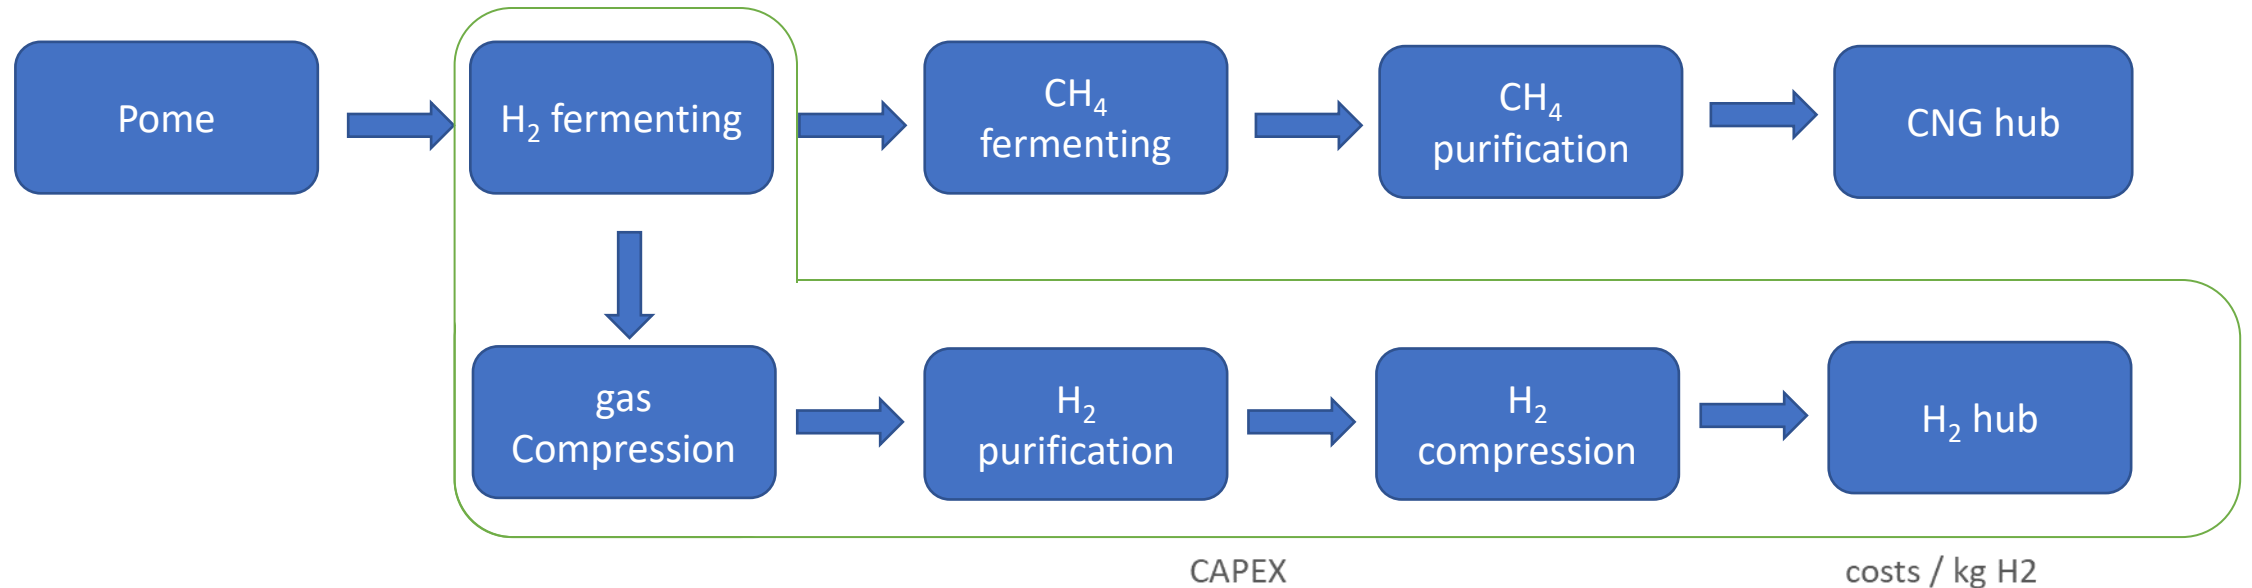 Pome
H₂ fermenting
CH₄
fermenting
CH₄
purification
CNG hub
gas
Compression
H₂
purification
H₂
compression
H₂ hub
CAPEX
costs / kg H2